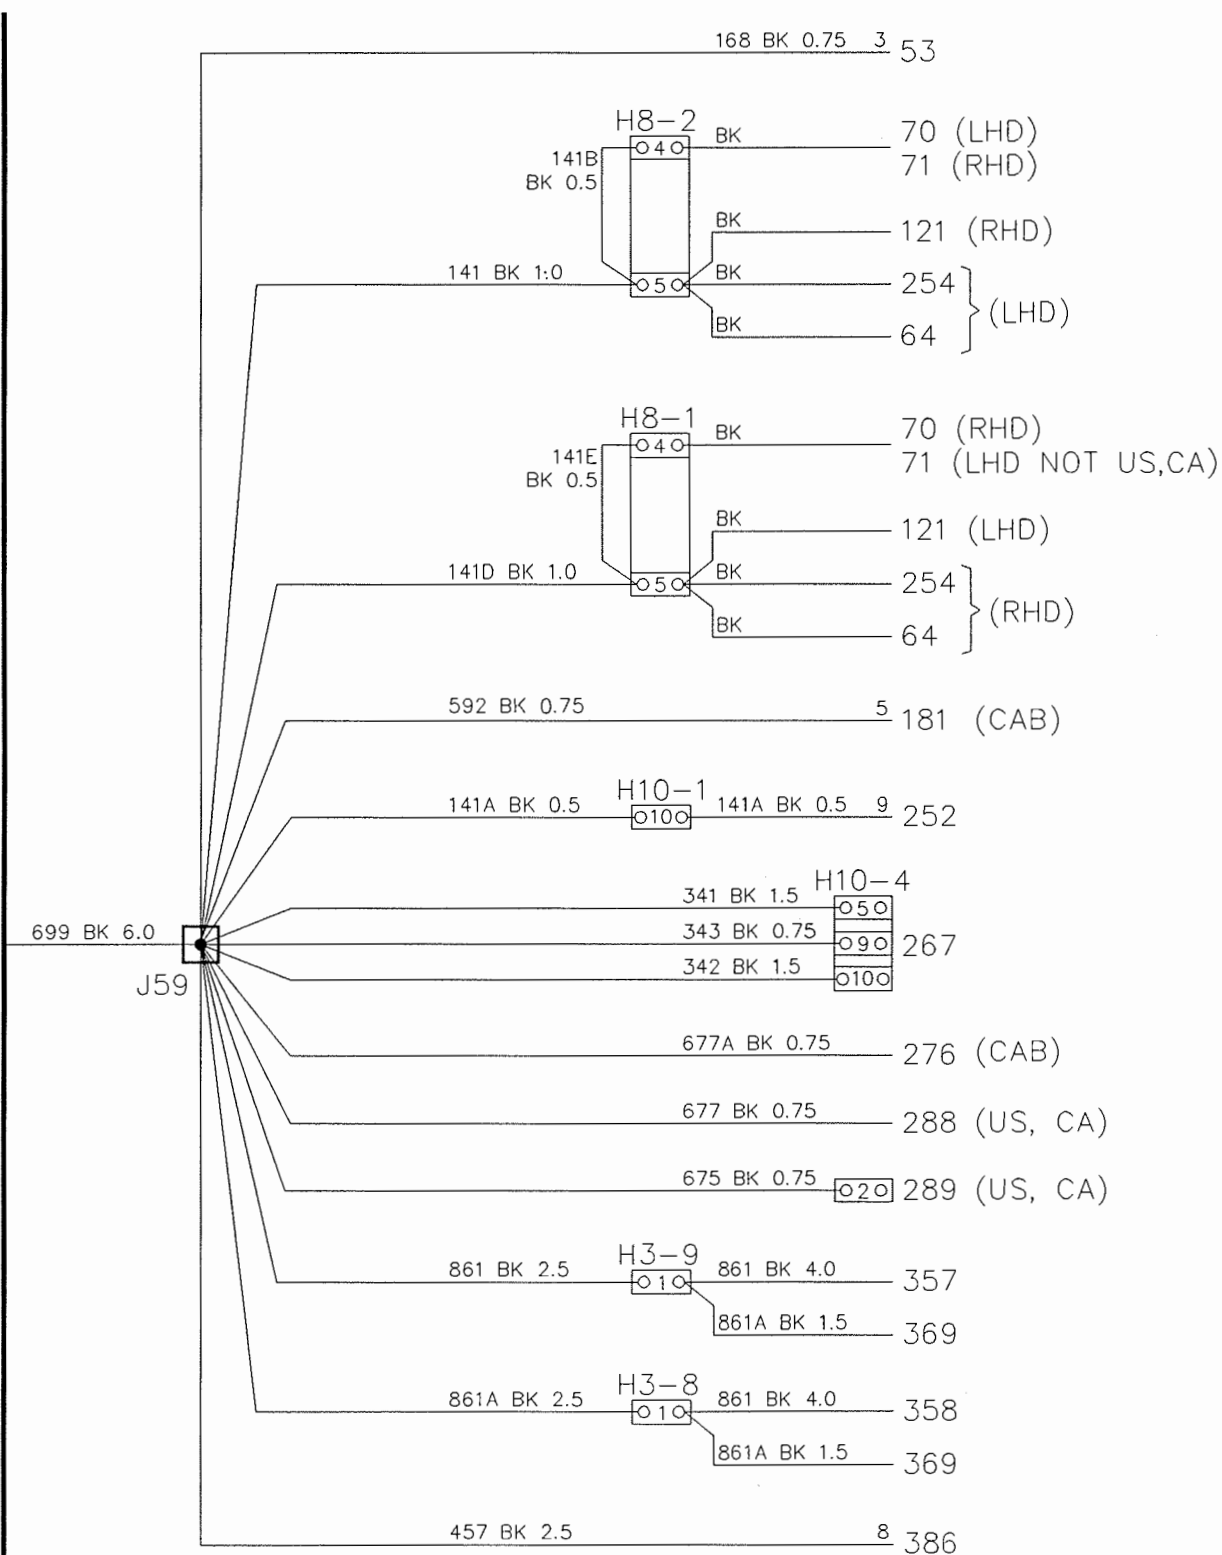 168 BK 0.75 3 53
H8-2
141B
BK 0.5
4
BK
70 (LHD)
71 (RHD)
BK
121 (RHD)
141 BK 1.0
5
BK
254
(LHD)
BK
64
H8-1
141E
BK 0.5
4
BK
70 (RHD)
71 (LHD NOT US,CA)
BK
121 (LHD)
141D BK 1.0
5
BK
254
(RHD)
BK
64
592 BK 0.75 5 181 (CAB)
H10-1
141A BK 0.5 10 141A BK 0.5 9 252
H10-4
341 BK 1.5 5
699 BK 6.0
343 BK 0.75 9 267
342 BK 1.5 10
J59
677A BK 0.75 276 (CAB)
677 BK 0.75 288 (US, CA)
675 BK 0.75 2 289 (US, CA)
H3-9
861 BK 2.5 1 861 BK 4.0 357
861A BK 1.5 369
H3-8
861A BK 2.5 1 861 BK 4.0 358
861A BK 1.5 369
457 BK 2.5 8 386